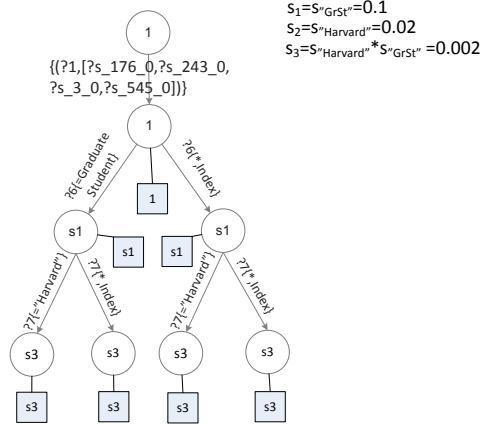 s₁=s"GrSt"=0.1
s₂=s"Harvard"=0.02
s₃=s"Harvard"*s"GrSt" =0.002
1
{(?1,[?s_176_0,?s_243_0,
?s_3_0,?s_545_0])}
1
?6{=Graduate
Student}
?6{*,Index}
1
s1
s1
s1
s1
?7{="Harvard"}
?7{*,Index}
?7{="Harvard"}
?7{*,Index}
s3
s3
s3
s3
s3
s3
s3
s3